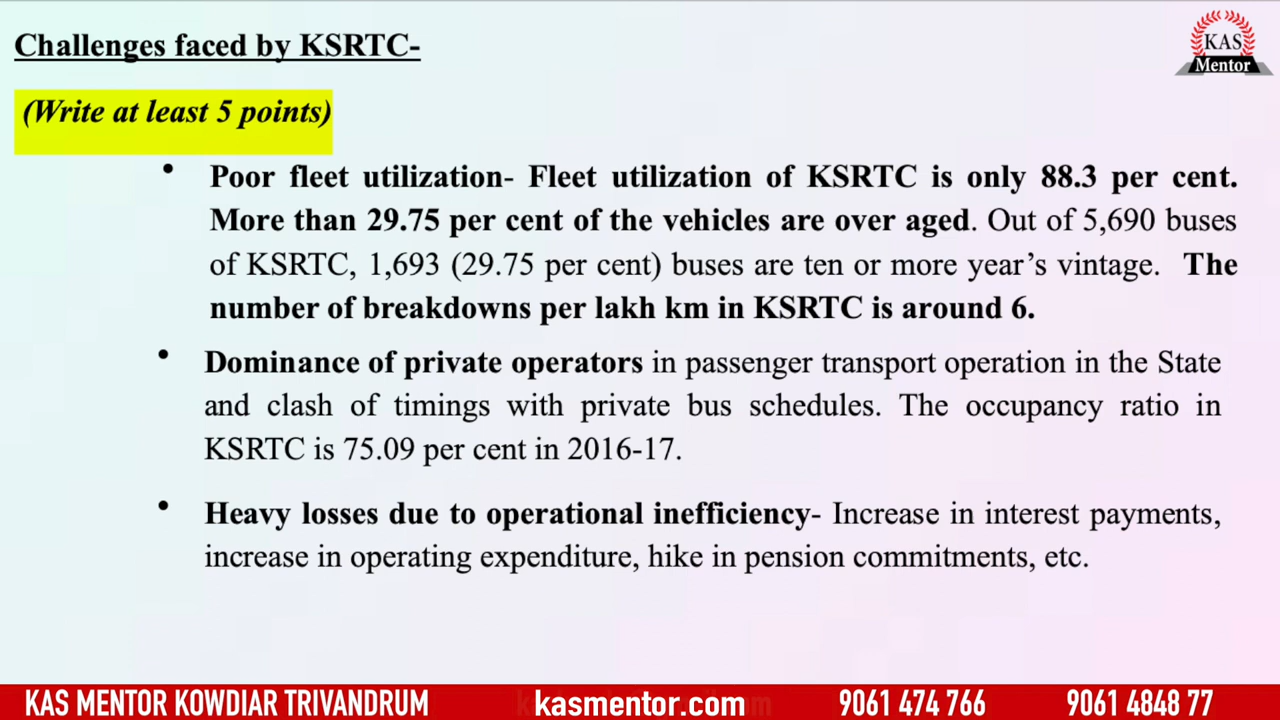 Challenges faced by KSRTC-
KAS
Mentor
(Write at least 5 points)
• Poor fleet utilization- Fleet utilization of KSRTC is only 88.3 per cent.
More than 29.75 per cent of the vehicles are over aged. Out of 5,690 buses
of KSRTC, 1,693 (29.75 per cent) buses are ten or more year’s vintage. The
number of breakdowns per lakh km in KSRTC is around 6.
• Dominance of private operators in passenger transport operation in the State
and clash of timings with private bus schedules. The occupancy ratio in
KSRTC is 75.09 per cent in 2016-17.
• Heavy losses due to operational inefficiency- Increase in interest payments,
increase in operating expenditure, hike in pension commitments, etc.
KAS MENTOR KOWDIAR TRIVANDRUM kasmentor.com 9061 474 766 9061 4848 77